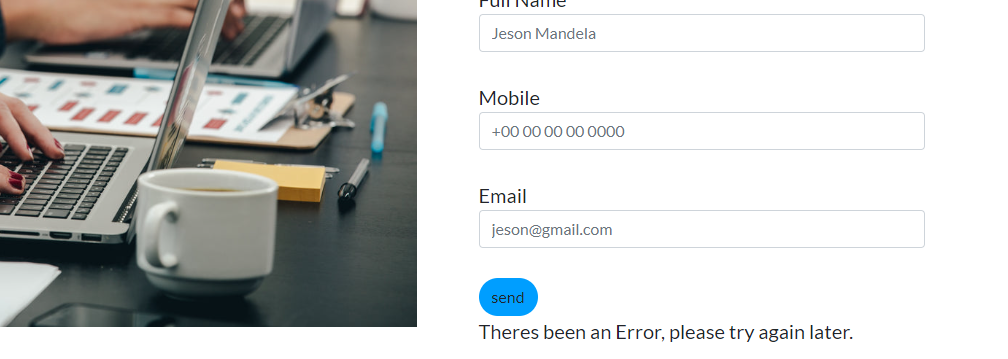 Full Name
Jeson Mandela
Mobile
+00 00 00 00 0000
Email
jeson@gmail.com
send
Theres been an Error, please try again later.